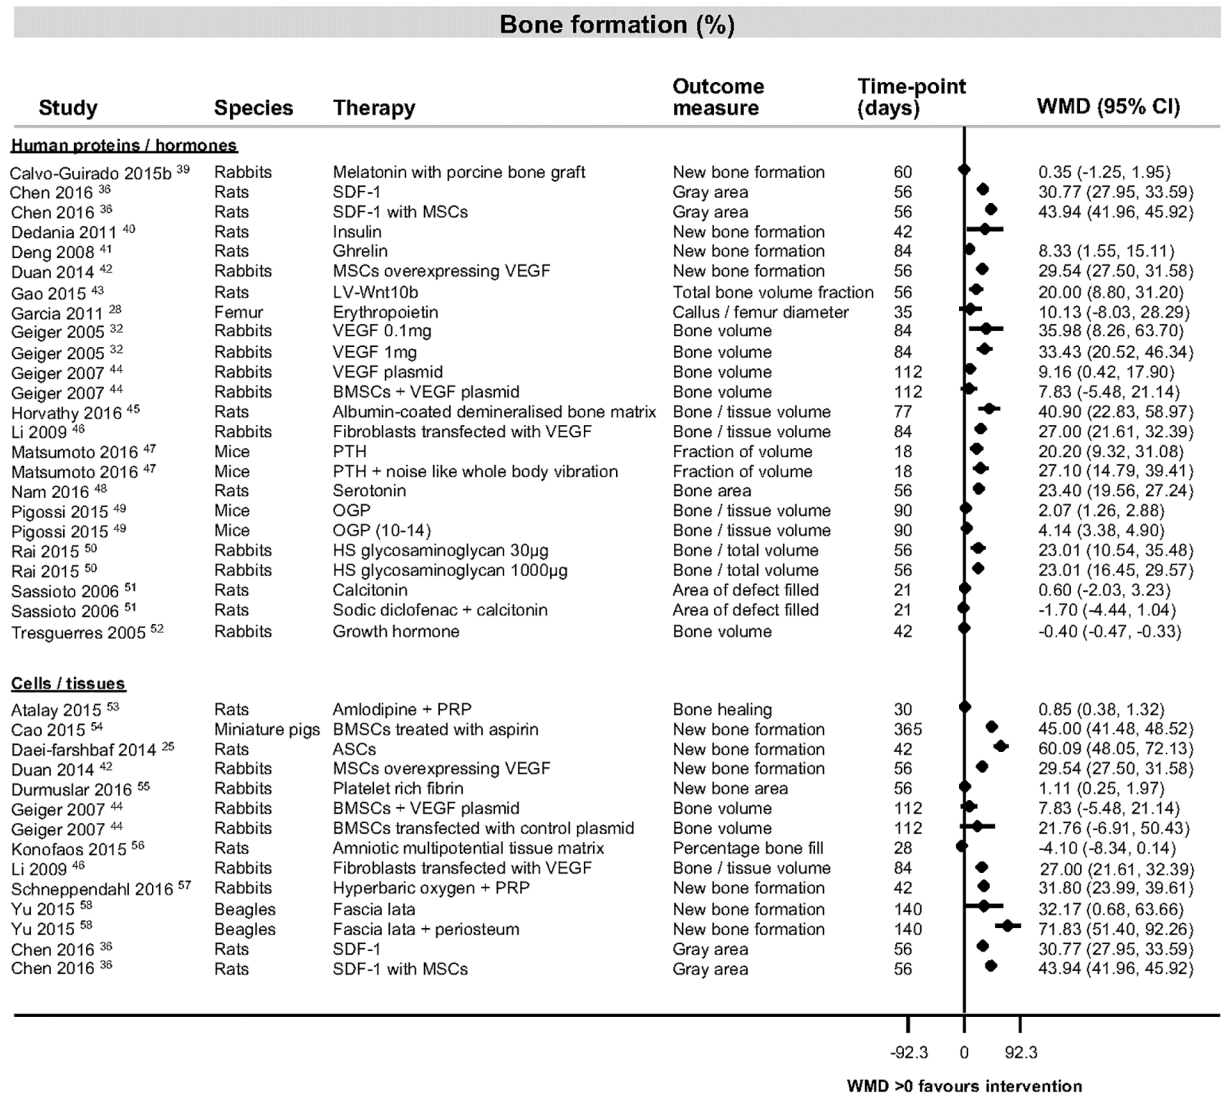 Bone formation (%)
Study Species Therapy Outcome measure Time-point (days) WMD (95% CI)
Human proteins / hormones
Calvo-Guirado 2015b 39 Rabbits Melatonin with porcine bone graft New bone formation 60 0.35 (-1.25, 1.95)
Chen 2016 36 Rats SDF-1 Gray area 56 30.77 (27.95, 33.59)
Chen 2016 36 Rats SDF-1 with MSCs Gray area 56 43.94 (41.96, 45.92)
Dedania 2011 40 Rats Insulin New bone formation 42
Deng 2008 41 Rats Ghrelin New bone formation 84 8.33 (1.55, 15.11)
Duan 2014 42 Rabbits MSCs overexpressing VEGF New bone formation 56 29.54 (27.50, 31.58)
Gao 2015 43 Rats LV-Wnt10b Total bone volume fraction 56 20.00 (8.80, 31.20)
Garcia 2011 28 Femur Erythropoietin Callus / femur diameter 35 10.13 (-8.03, 28.29)
Geiger 2005 32 Rabbits VEGF 0.1mg Bone volume 84 35.98 (8.26, 63.70)
Geiger 2005 32 Rabbits VEGF 1mg Bone volume 84 33.43 (20.52, 46.34)
Geiger 2007 44 Rabbits VEGF plasmid Bone volume 112 9.16 (0.42, 17.90)
Geiger 2007 44 Rabbits BMSCs + VEGF plasmid Bone volume 112 7.83 (-5.48, 21.14)
Horvathy 2016 45 Rats Albumin-coated demineralised bone matrix Bone / tissue volume 77 40.90 (22.83, 58.97)
Li 2009 46 Rabbits Fibroblasts transfected with VEGF Bone / tissue volume 84 27.00 (21.61, 32.39)
Matsumoto 2016 47 Mice PTH Fraction of volume 18 20.20 (9.32, 31.08)
Matsumoto 2016 47 Mice PTH + noise like whole body vibration Fraction of volume 18 27.10 (14.79, 39.41)
Nam 2016 48 Rats Serotonin Bone area 56 23.40 (19.56, 27.24)
Pigossi 2015 49 Mice OGP Bone / tissue volume 90 2.07 (1.26, 2.88)
Pigossi 2015 49 Mice OGP (10-14) Bone / tissue volume 90 4.14 (3.38, 4.90)
Rai 2015 50 Rabbits HS glycosaminoglycan 30µg Bone / total volume 56 23.01 (10.54, 35.48)
Rai 2015 50 Rabbits HS glycosaminoglycan 1000µg Bone / total volume 56 23.01 (16.45, 29.57)
Sassioto 2006 51 Rats Calcitonin Area of defect filled 21 0.60 (-2.03, 3.23)
Sassioto 2006 51 Rats Sodic diclofenac + calcitonin Area of defect filled 21 -1.70 (-4.44, 1.04)
Tresguerres 2005 52 Rabbits Growth hormone Bone volume 42 -0.40 (-0.47, -0.33)
Cells / tissues
Atalay 2015 53 Rats Amlodipine + PRP Bone healing 30 0.85 (0.38, 1.32)
Cao 2015 54 Miniature pigs BMSCs treated with aspirin New bone formation 365 45.00 (41.48, 48.52)
Daei-farshbaf 2014 25 Rats ASCs New bone formation 42 60.09 (48.05, 72.13)
Duan 2014 42 Rabbits MSCs overexpressing VEGF New bone formation 56 29.54 (27.50, 31.58)
Durmuslar 2016 55 Rabbits Platelet rich fibrin New bone area 56 1.11 (0.25, 1.97)
Geiger 2007 44 Rabbits BMSCs + VEGF plasmid Bone volume 112 7.83 (-5.48, 21.14)
Geiger 2007 44 Rabbits BMSCs transfected with control plasmid Bone volume 112 21.76 (-6.91, 50.43)
Konofaos 2015 56 Rats Amniotic multipotential tissue matrix Percentage bone fill 28 -4.10 (-8.34, 0.14)
Li 2009 46 Rabbits Fibroblasts transfected with VEGF Bone / tissue volume 84 27.00 (21.61, 32.39)
Schneppendahl 2016 57 Rabbits Hyperbaric oxygen + PRP New bone formation 42 31.80 (23.99, 39.61)
Yu 2015 58 Beagles Fascia lata New bone formation 140 32.17 (0.68, 63.66)
Yu 2015 58 Beagles Fascia lata + periosteum New bone formation 140 71.83 (51.40, 92.26)
Chen 2016 36 Rats SDF-1 Gray area 56 30.77 (27.95, 33.59)
Chen 2016 36 Rats SDF-1 with MSCs Gray area 56 43.94 (41.96, 45.92)
-92.3 0 92.3
WMD >0 favours intervention